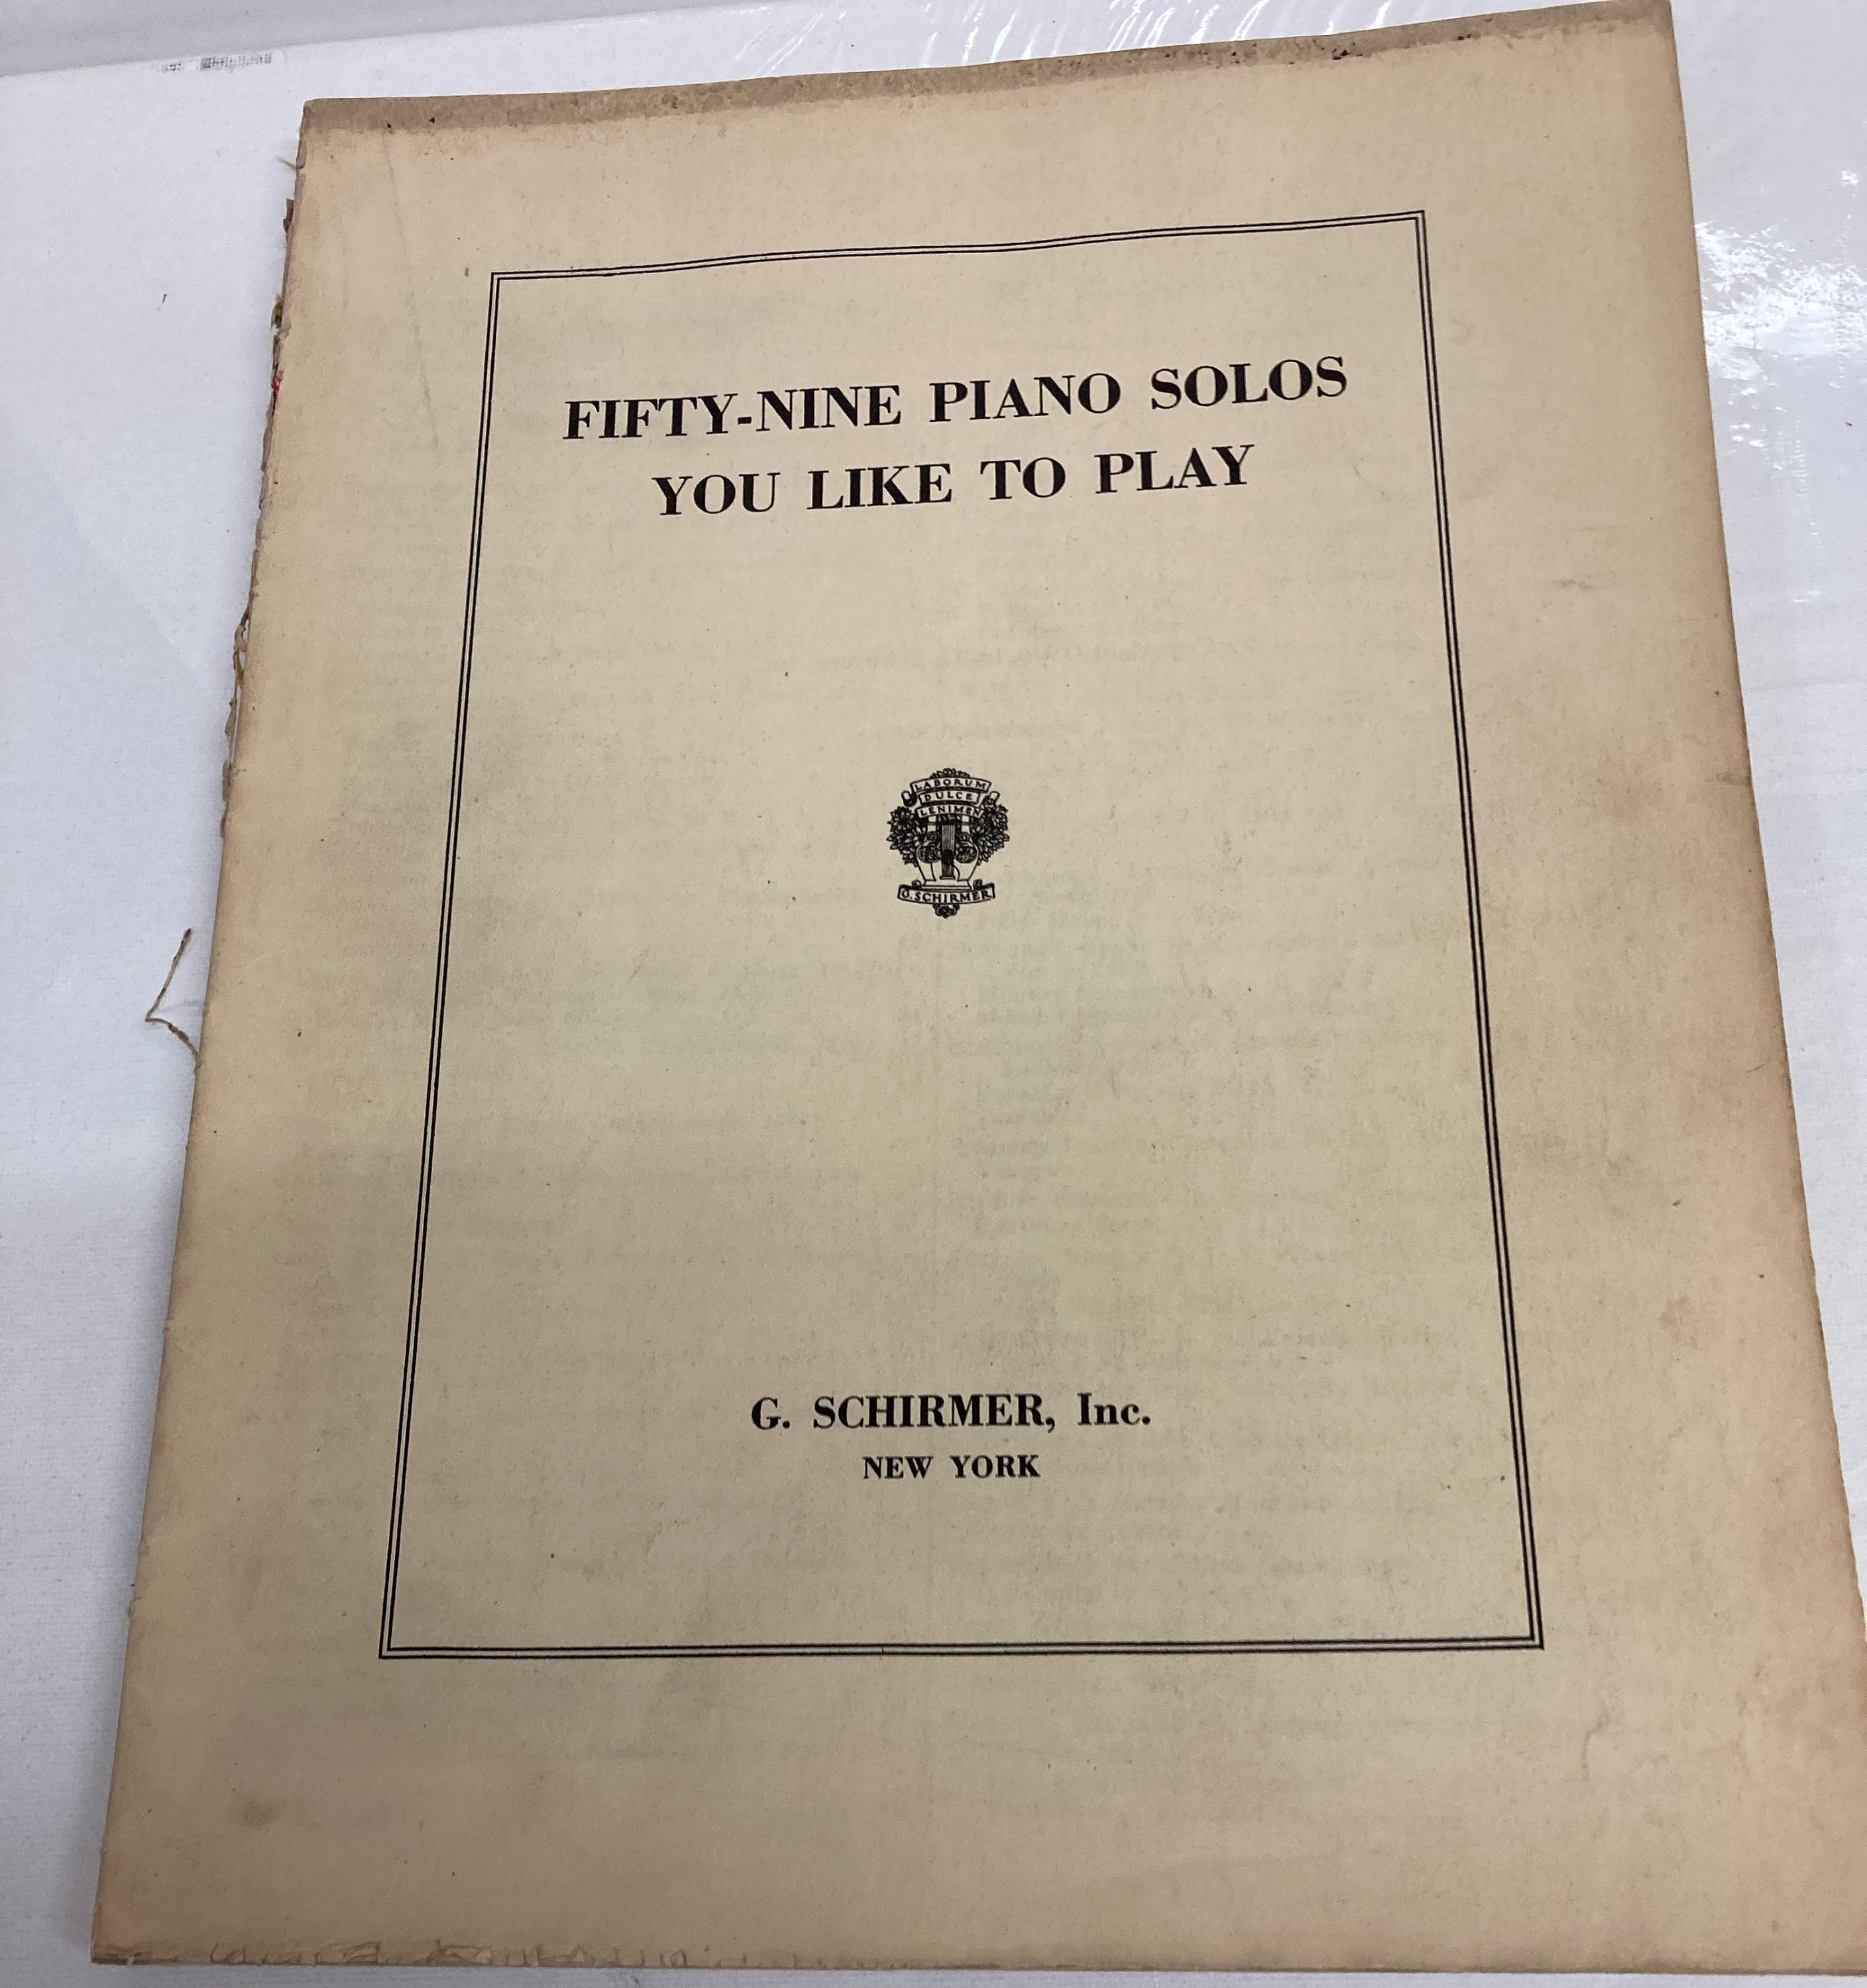 FIFTY-NINE PIANO SOLOS
YOU LIKE TO PLAY
LABORUM
DULCE
LENIMEN
G. SCHIRMER
G. SCHIRMER, Inc.
NEW YORK